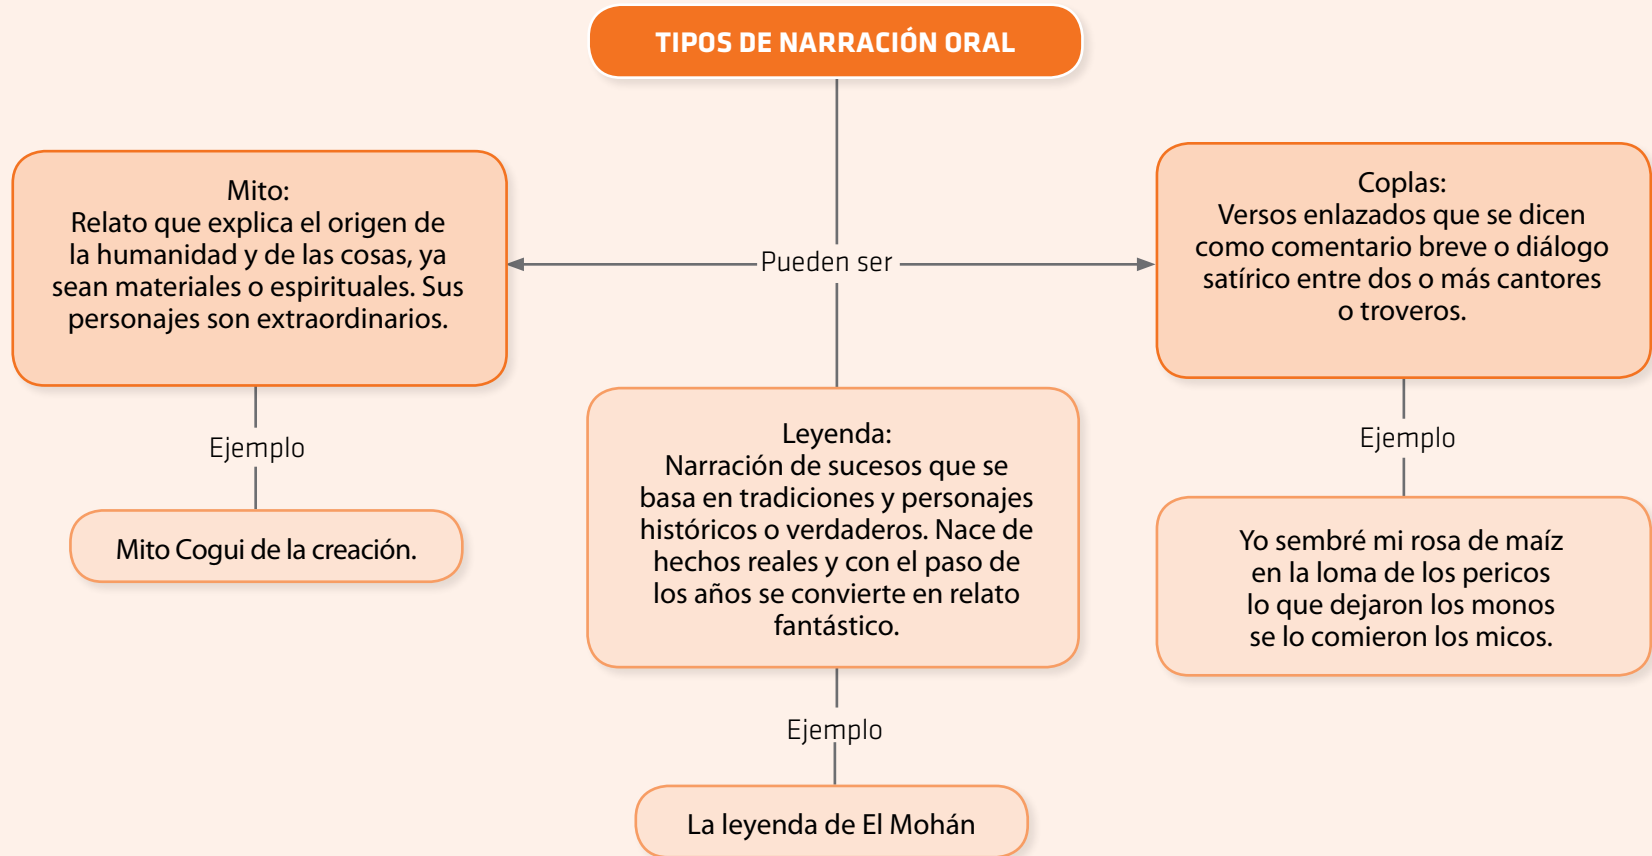 TIPOS DE NARRACIÓN ORAL
Pueden ser
Mito:
Relato que explica el origen de
la humanidad y de las cosas, ya
sean materiales o espirituales. Sus
personajes son extraordinarios.
Ejemplo
Mito Cogui de la creación.
Leyenda:
Narración de sucesos que se
basa en tradiciones y personajes
históricos o verdaderos. Nace de
hechos reales y con el paso de
los años se convierte en relato
fantástico.
Ejemplo
La leyenda de El Mohán
Coplas:
Versos enlazados que se dicen
como comentario breve o diálogo
satírico entre dos o más cantores
o troveros.
Ejemplo
Yo sembré mi rosa de maíz
en la loma de los pericos
lo que dejaron los monos
se lo comieron los micos.